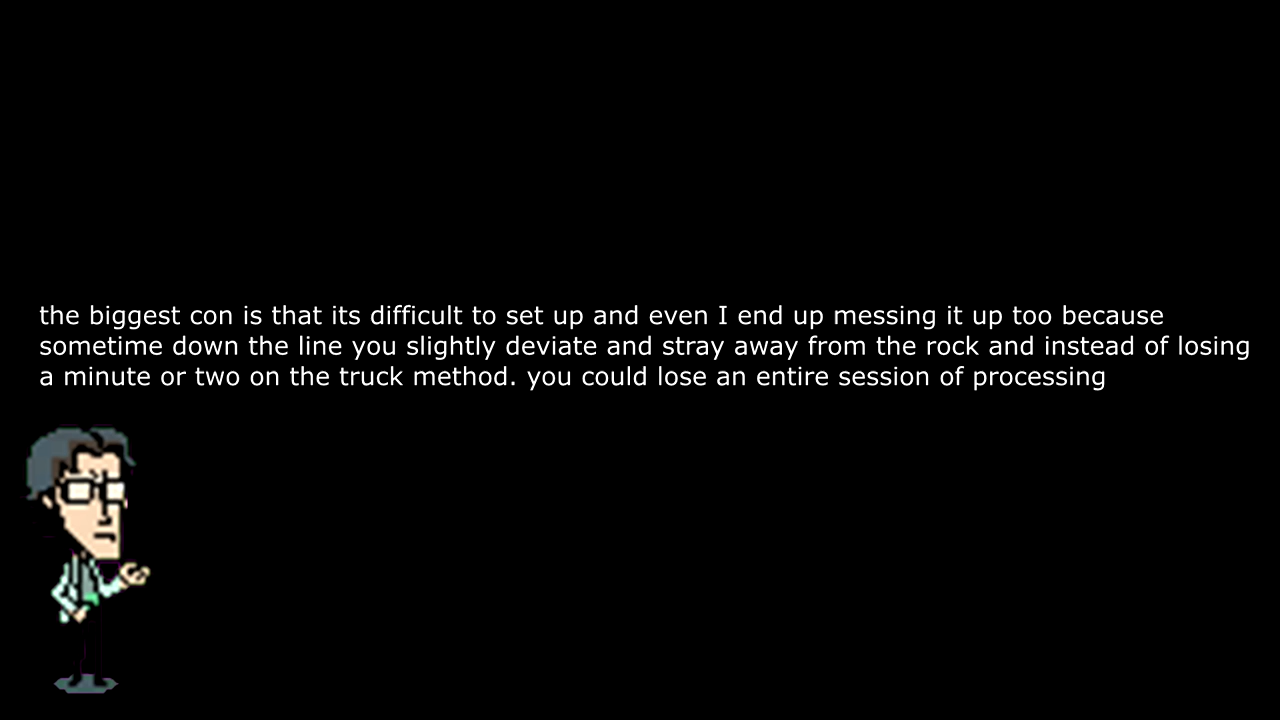 the biggest con is that its difficult to set up and even I end up messing it up too because
sometime down the line you slightly deviate and stray away from the rock and instead of losing
a minute or two on the truck method. you could lose an entire session of processing